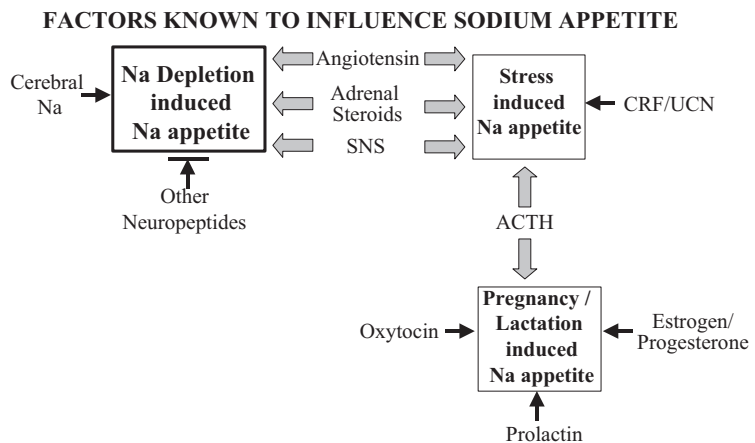 FACTORS KNOWN TO INFLUENCE SODIUM APPETITE
Cerebral
Na
Na Depletion
induced
Na appetite
Angiotensin
Adrenal
Steroids
SNS
Stress
induced
Na appetite
CRF/UCN
Other
Neuropeptides
ACTH
Oxytocin
Pregnancy /
Lactation
induced
Na appetite
Estrogen/
Progesterone
Prolactin